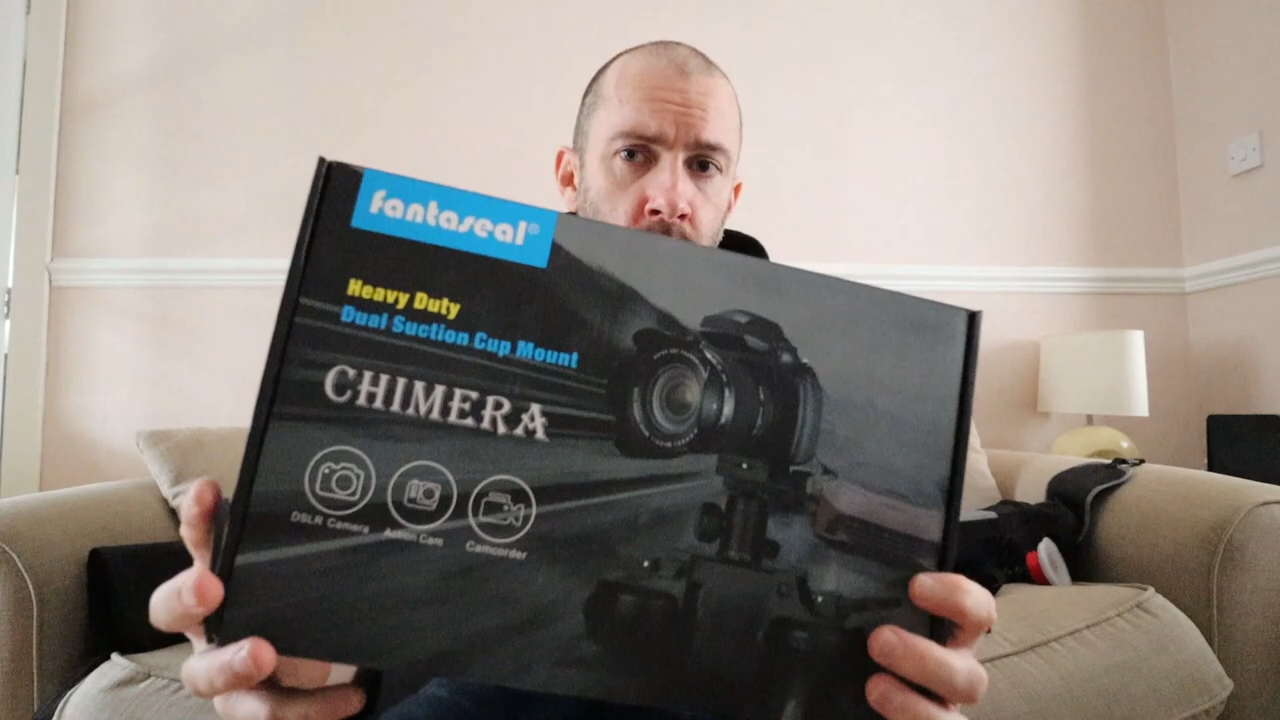 fantaseal®
Heavy Duty
Dual Suction Cup Mount
CHIMERA
DSLR Camera Action Cam Camcorder